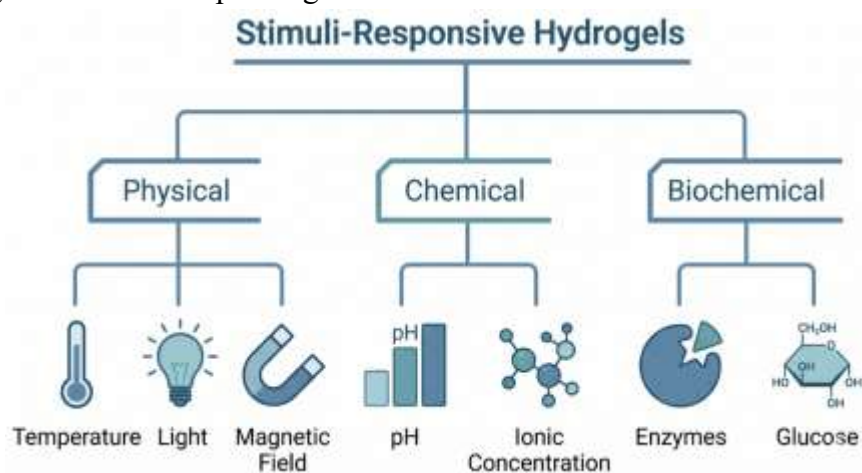 Stimuli-Responsive Hydrogels
Physical
Chemical
Biochemical
pH
CH₂OH
O
OH
HO
OH
OH
Temperature
Light
Magnetic
Field
pH
Ionic
Concentration
Enzymes
Glucose